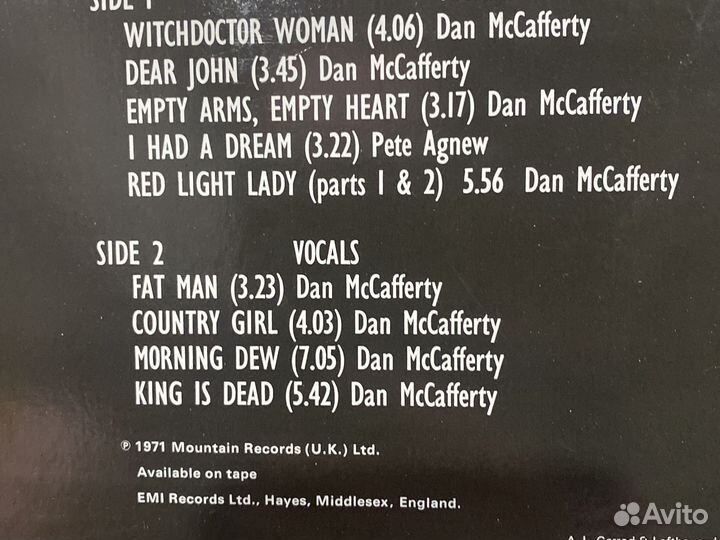 SIDE 1
WITCHDOCTOR WOMAN (4.06) Dan McCafferty
DEAR JOHN (3.45) Dan McCafferty
EMPTY ARMS, EMPTY HEART (3.17) Dan McCafferty
I HAD A DREAM (3.22) Pete Agnew
RED LIGHT LADY (parts 1 & 2) 5.56 Dan McCafferty
SIDE 2 VOCALS
FAT MAN (3.23) Dan McCafferty
COUNTRY GIRL (4.03) Dan McCafferty
MORNING DEW (7.05) Dan McCafferty
KING IS DEAD (5.42) Dan McCafferty
℗ 1971 Mountain Records (U.K.) Ltd.
Available on tape
EMI Records Ltd., Hayes, Middlesex, England.
Avito